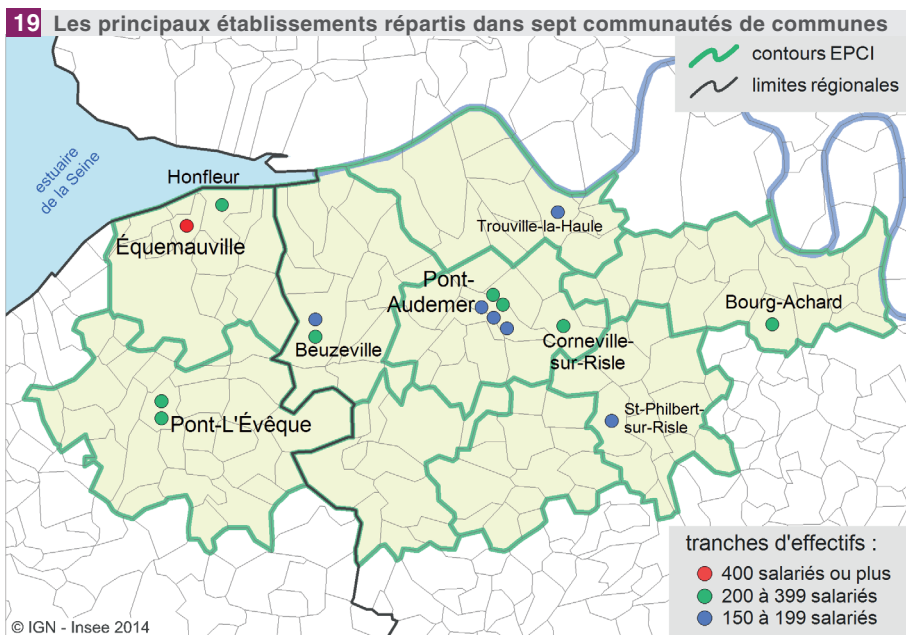 19 Les principaux établissements répartis dans sept communautés de communes
contours EPCI
limites régionales
estuaire
de la Seine
Honfleur
Équemauville
Trouville-la-Haule
Pont-
Audemer
Bourg-Achard
Beuzeville
Corneville-
sur-Risle
Pont-L'Évêque
St-Philbert-
sur-Risle
tranches d'effectifs :
400 salariés ou plus
200 à 399 salariés
150 à 199 salariés
© IGN - Insee 2014